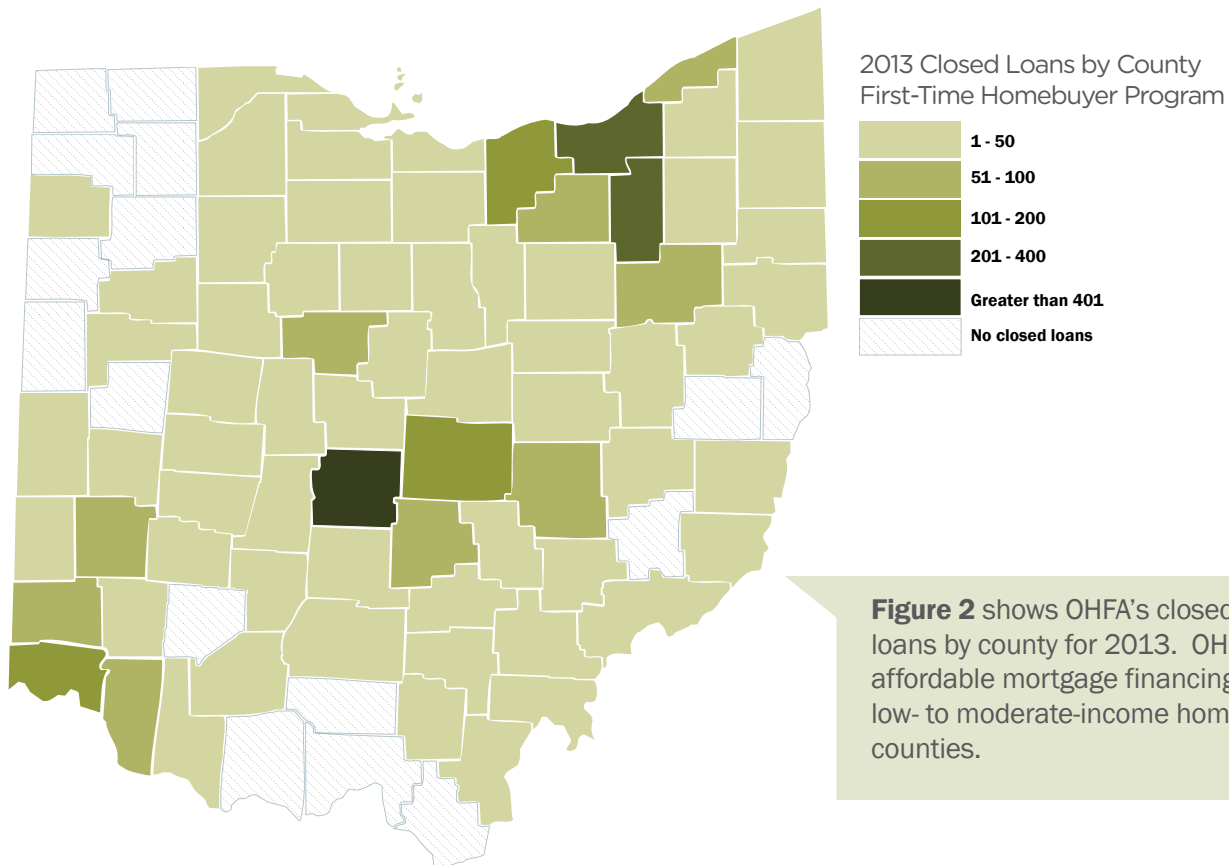 2013 Closed Loans by County
First-Time Homebuyer Program
1 - 50
51 - 100
101 - 200
201 - 400
Greater than 401
No closed loans
Figure 2 shows OHFA's closed
loans by county for 2013. OH
affordable mortgage financing
low- to moderate-income hom
counties.